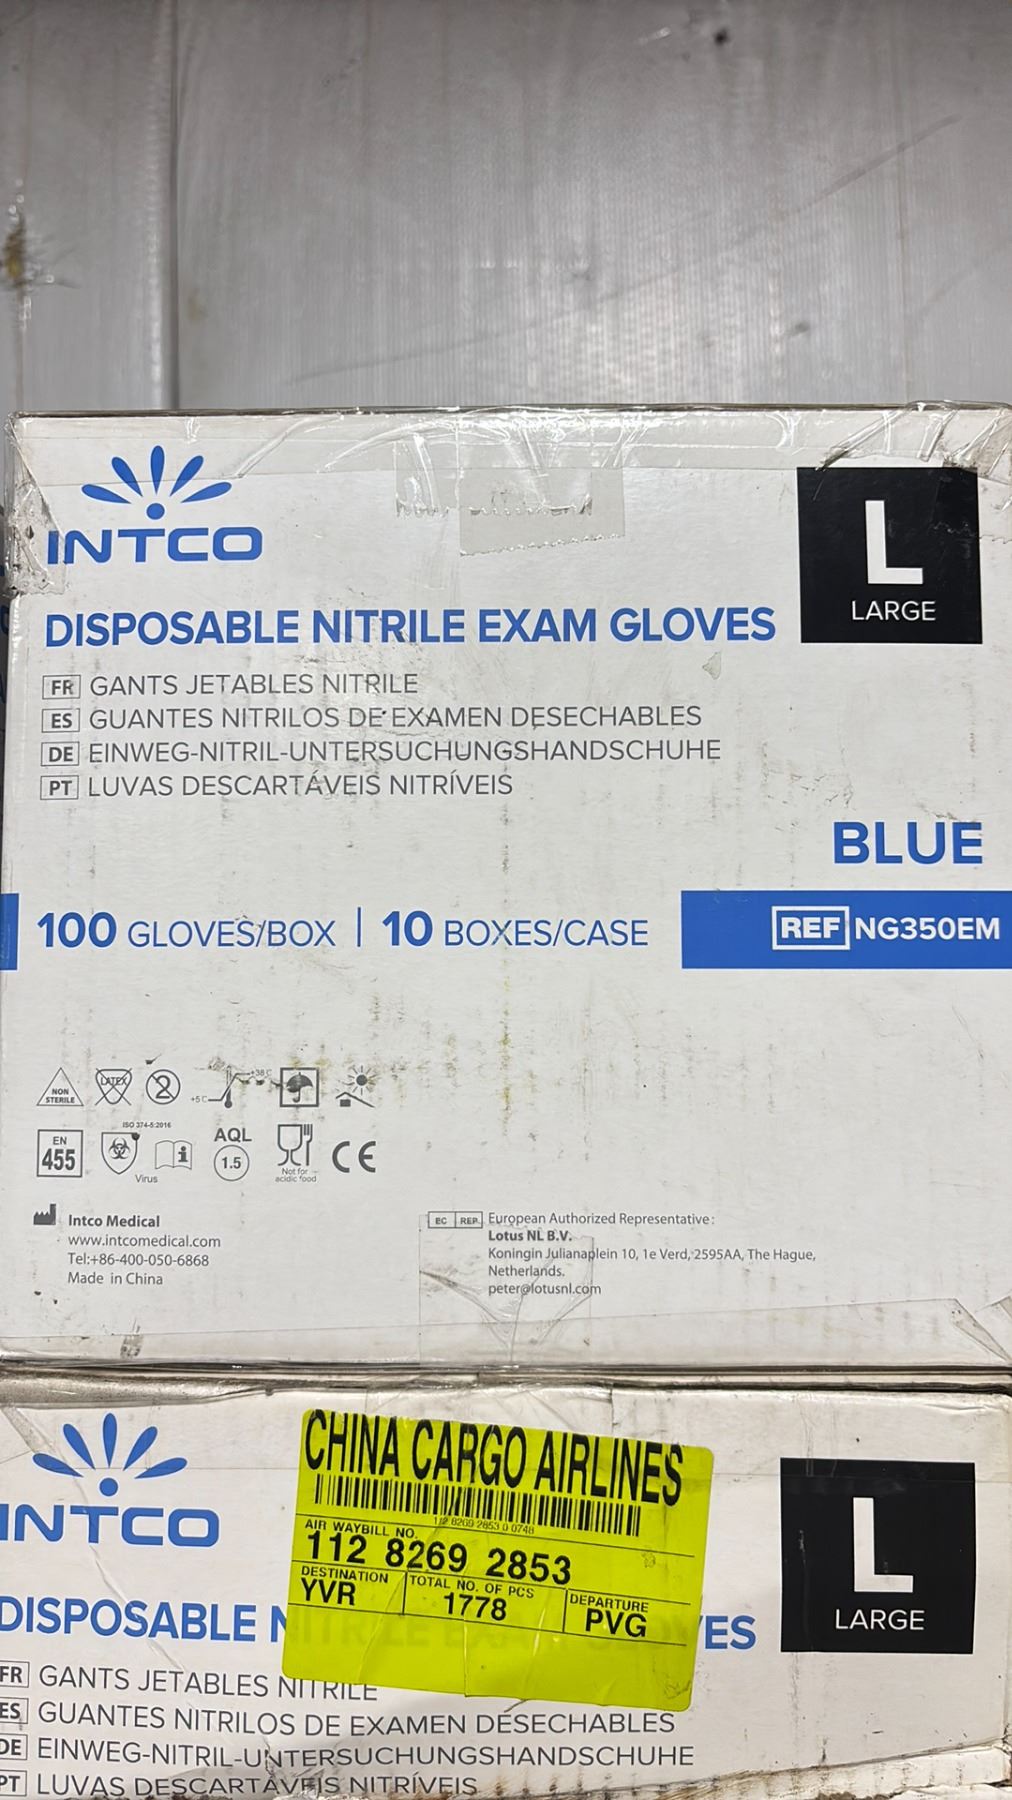 INTCO
L
LARGE
DISPOSABLE NITRILE EXAM GLOVES
FR GANTS JETABLES NITRILE
ES GUANTES NITRILOS DE EXAMEN DESECHABLES
DE EINWEG-NITRIL-UNTERSUCHUNGSHANDSCHUHE
PT LUVAS DESCARTÁVEIS NITRÍVEIS
BLUE
100 GLOVES/BOX | 10 BOXES/CASE
REF NG350EM
NON
STERILE
LATEX
2
+5 C
+38 C
EN
455
ISO 374-5:2016
Virus
i
AQL
1.5
Not for
acidic food
CE
Intco Medical
www.intcomedical.com
Tel:+86-400-050-6868
Made in China
EC REP European Authorized Representative:
Lotus NL B.V.
Koningin Julianaplein 10, 1e Verd, 2595AA, The Hague,
Netherlands.
peter@lotusnl.com
INTCO
CHINA CARGO AIRLINES
112 8269 2853 0 0748
AIR WAYBILL NO.
112 8269 2853
DESTINATION
YVR
TOTAL NO. OF PCS
1778
DEPARTURE
PVG
L
LARGE
DISPOSABLE NITRILE EXAM GLOVES
FR GANTS JETABLES NITRILE
ES GUANTES NITRILOS DE EXAMEN DESECHABLES
DE EINWEG-NITRIL-UNTERSUCHUNGSHANDSCHUHE
PT LUVAS DESCARTÁVEIS NITRÍVEIS